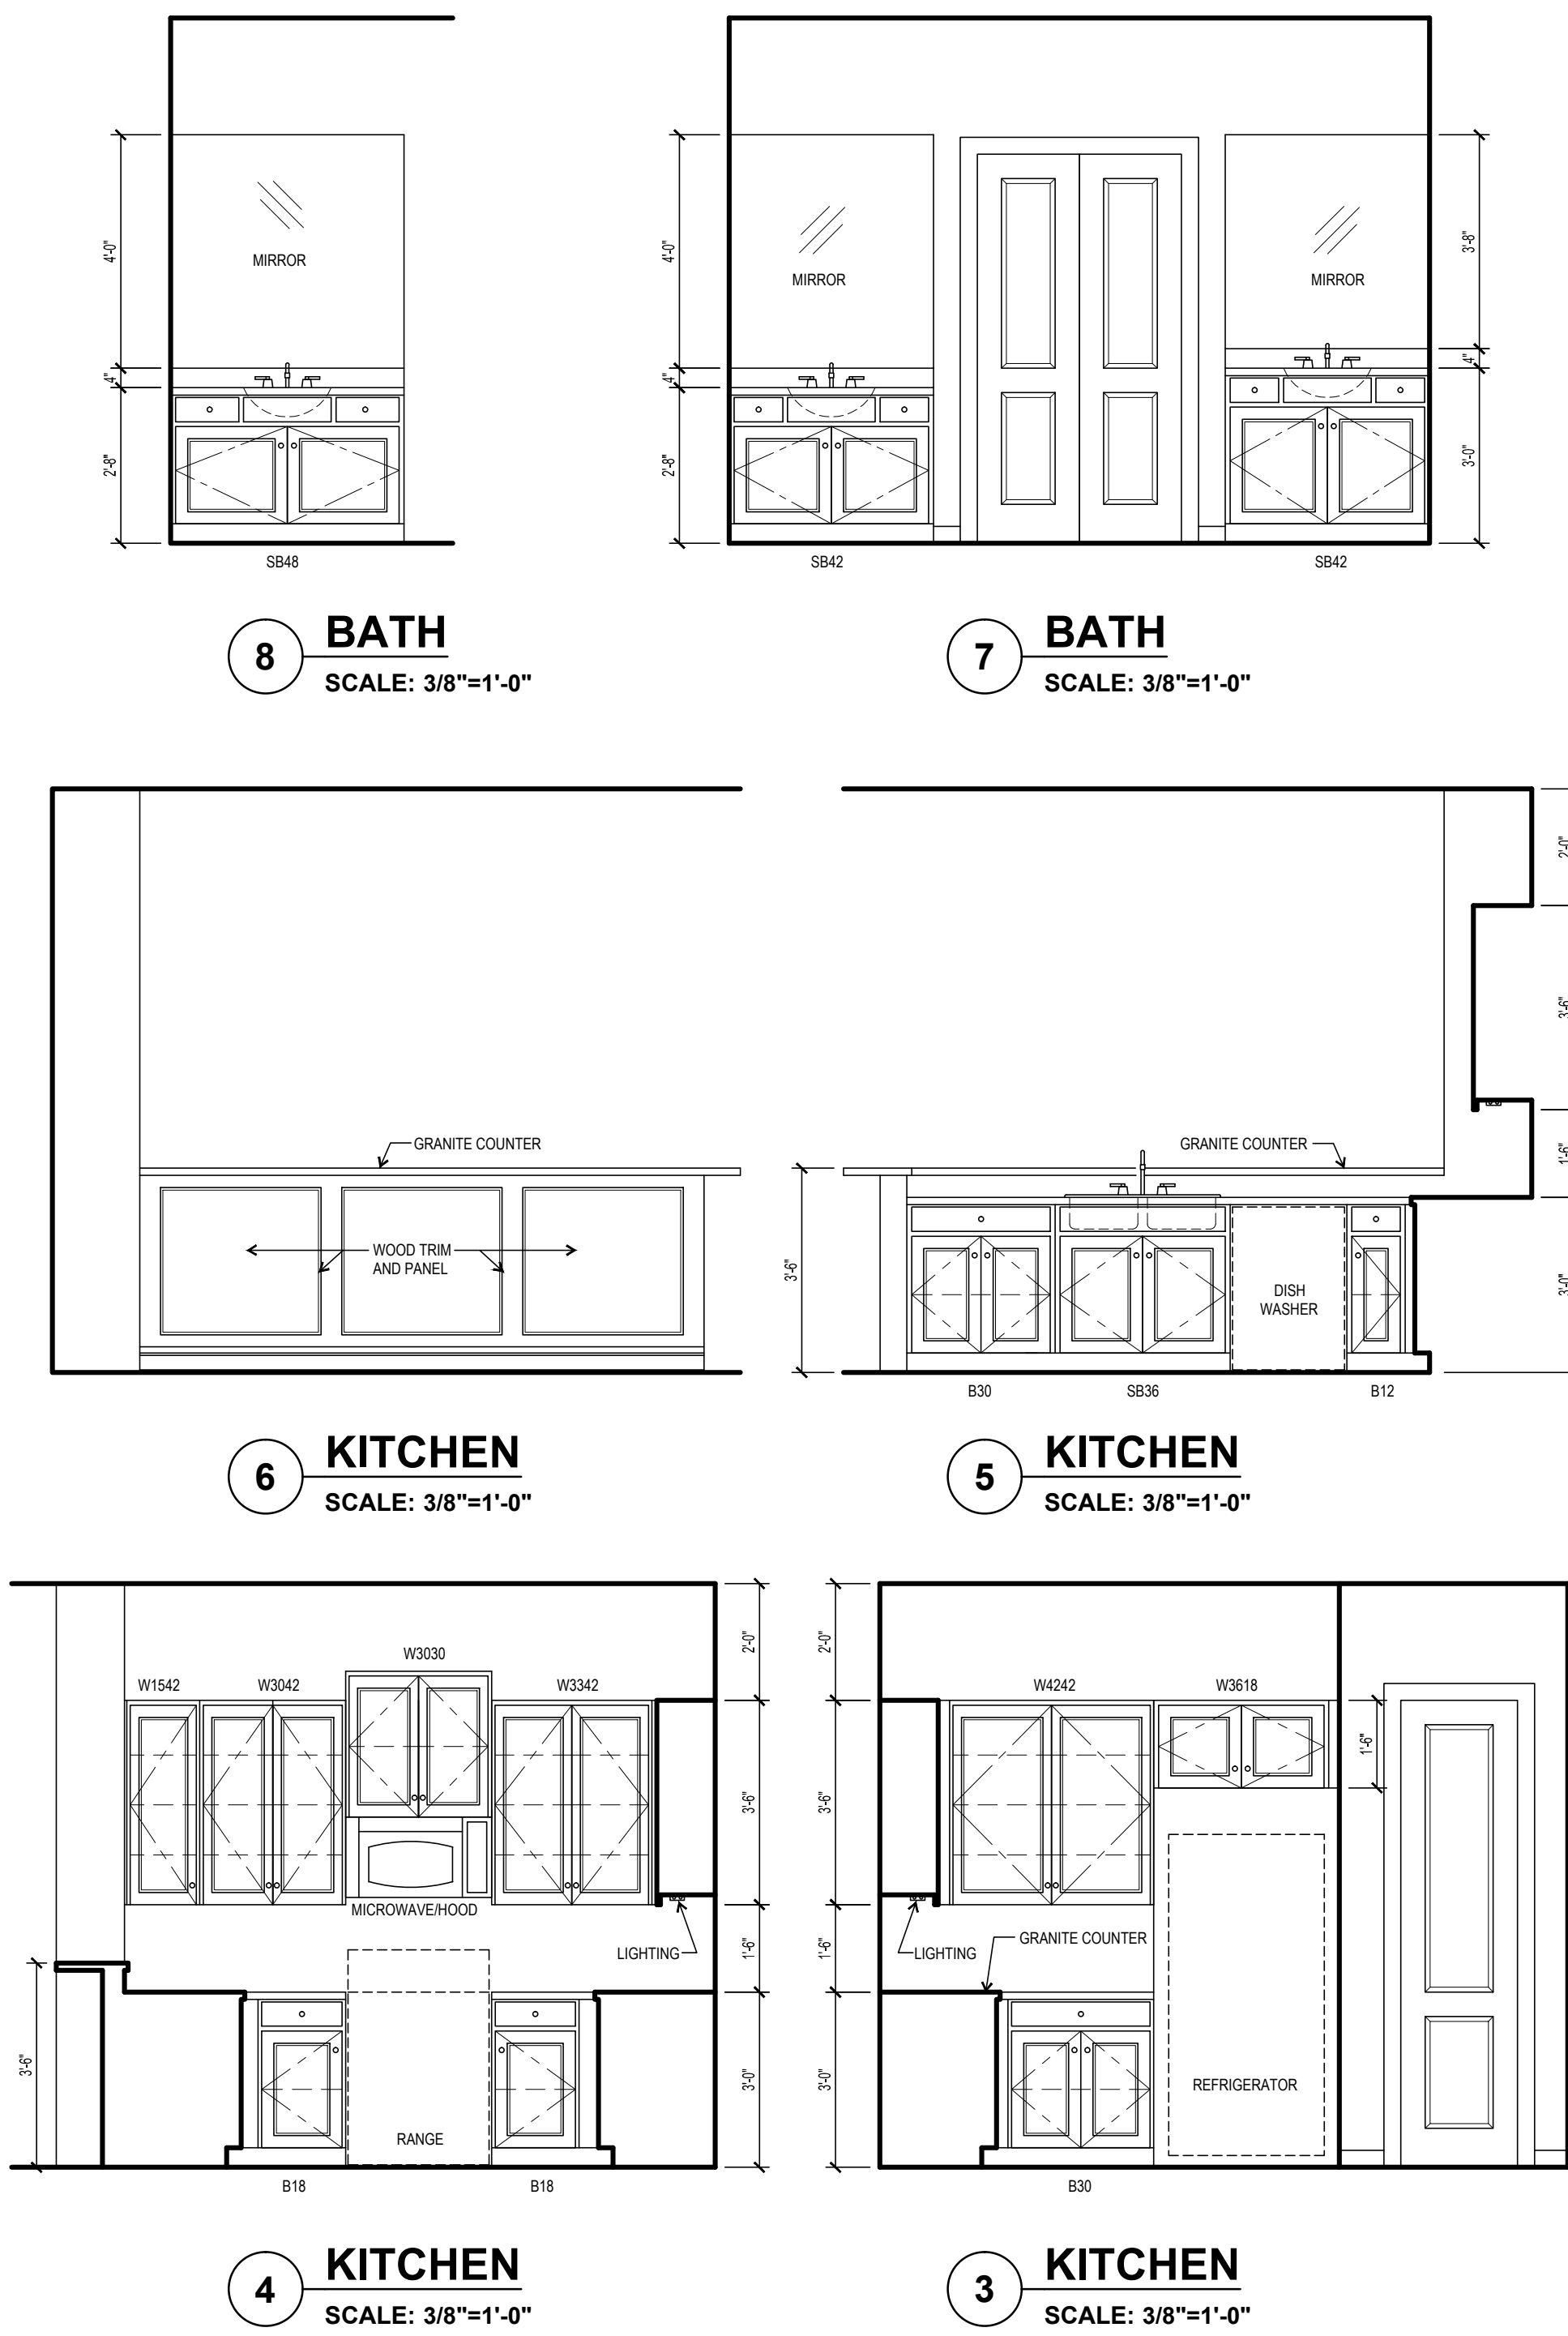 4'-0"
4"
2'-8"
MIRROR
SB48
8
BATH
SCALE: 3/8"=1'-0"
4'-0"
4"
2'-8"
MIRROR
MIRROR
3'-8"
4"
3'-0"
SB42
SB42
7
BATH
SCALE: 3/8"=1'-0"
GRANITE COUNTER
WOOD TRIM
AND PANEL
6
KITCHEN
SCALE: 3/8"=1'-0"
2'-0"
3'-6"
1'-6"
3'-0"
GRANITE COUNTER
3'-6"
DISH
WASHER
B30
SB36
B12
5
KITCHEN
SCALE: 3/8"=1'-0"
W1542
W3042
W3030
W3342
2'-0"
3'-6"
1'-6"
3'-0"
MICROWAVE/HOOD
LIGHTING
3'-6"
RANGE
B18
B18
4
KITCHEN
SCALE: 3/8"=1'-0"
2'-0"
3'-6"
1'-6"
3'-0"
W4242
W3618
1'-6"
LIGHTING
GRANITE COUNTER
REFRIGERATOR
B30
3
KITCHEN
SCALE: 3/8"=1'-0"